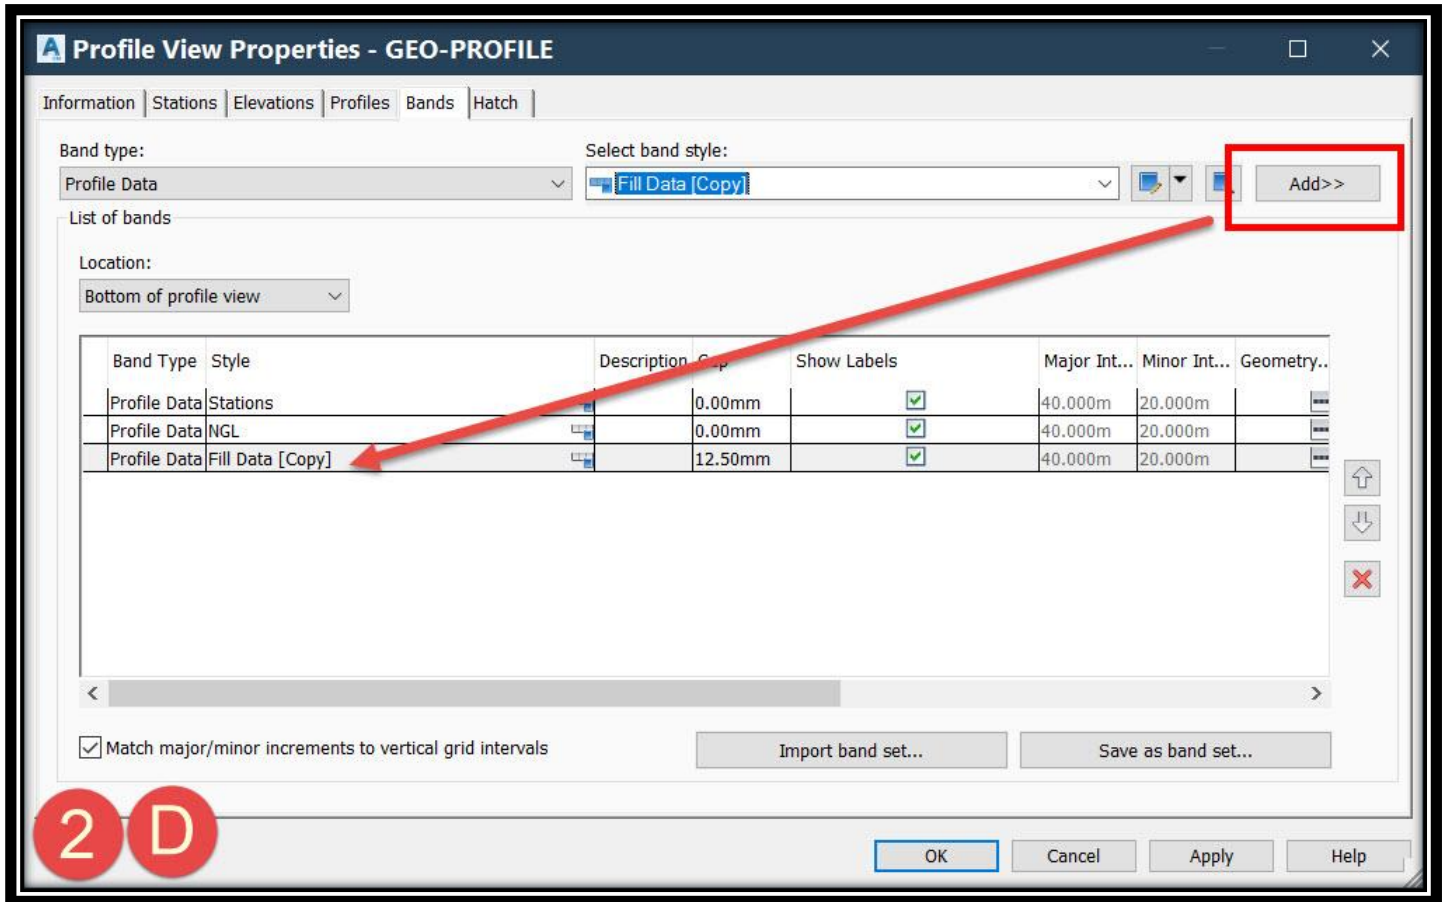 Profile View Properties - GEO-PROFILE
Information Stations Elevations Profiles Bands Hatch
Band type: Select band style:
Profile Data Fill Data [Copy] Add>>
List of bands
Location:
Bottom of profile view
Band Type Style Description Show Labels Major Int... Minor Int... Geometry..
Profile Data Stations 0.00mm 40.000m 20.000m
Profile Data NGL 0.00mm 40.000m 20.000m
Profile Data Fill Data [Copy] 12.50mm 40.000m 20.000m
Match major/minor increments to vertical grid intervals Import band set... Save as band set...
2 D
OK Cancel Apply Help